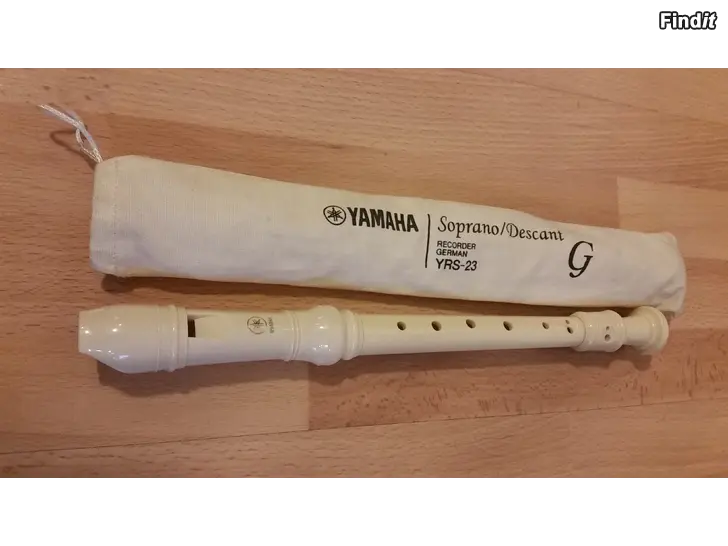 Findit
YAMAHA
Soprano/Descant
RECORDER
GERMAN
YRS-23
G